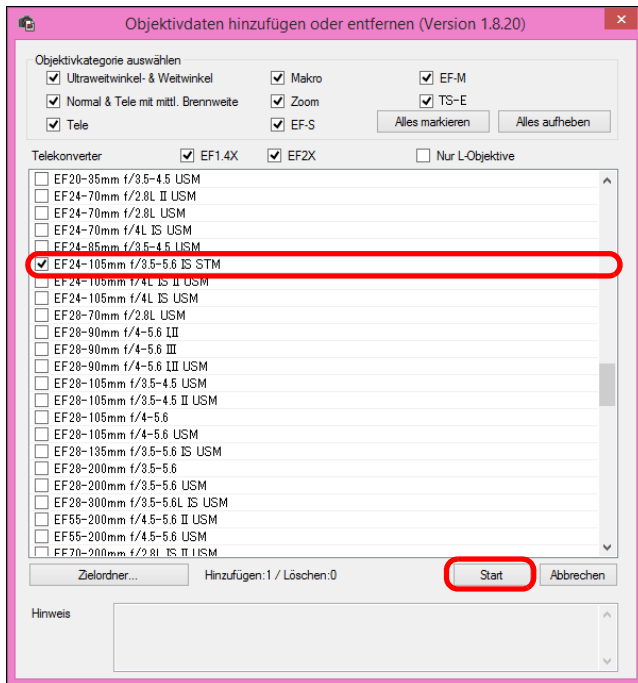 Objektivdaten hinzufügen oder entfernen (Version 1.8.20)
Objektivkategorie auswählen
Ultraweitwinkel- & Weitwinkel Makro EF-M
Normal & Tele mit mittl. Brennweite Zoom TS-E
Tele EF-S Alles markieren Alles aufheben
Telekonverter EF1.4X EF2X Nur L-Objektive
EF20-35mm f/3.5-4.5 USM
EF24-70mm f/2.8L II USM
EF24-70mm f/2.8L USM
EF24-70mm f/4L IS USM
EF24-85mm f/3.5-4.5 USM
EF24-105mm f/3.5-5.6 IS STM
EF24-105mm f/4L IS II USM
EF24-105mm f/4L IS USM
EF28-70mm f/2.8L USM
EF28-90mm f/4-5.6 I,II
EF28-90mm f/4-5.6 III
EF28-90mm f/4-5.6 I,II USM
EF28-105mm f/3.5-4.5 USM
EF28-105mm f/3.5-4.5 II USM
EF28-105mm f/4-5.6
EF28-105mm f/4-5.6 USM
EF28-135mm f/3.5-5.6 IS USM
EF28-200mm f/3.5-5.6
EF28-200mm f/3.5-5.6 USM
EF28-300mm f/3.5-5.6L IS USM
EF55-200mm f/4.5-5.6 II USM
EF55-200mm f/4.5-5.6 USM
EF70-200mm f/2.8L IS II USM
Zielordner... Hinzufügen:1 / Löschen:0 Start Abbrechen
Hinweis